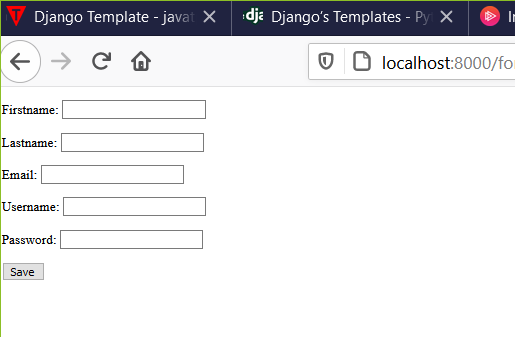 Django Template - javat
Django's Templates - Py
localhost:8000/fo
Firstname:
Lastname:
Email:
Username:
Password:
Save